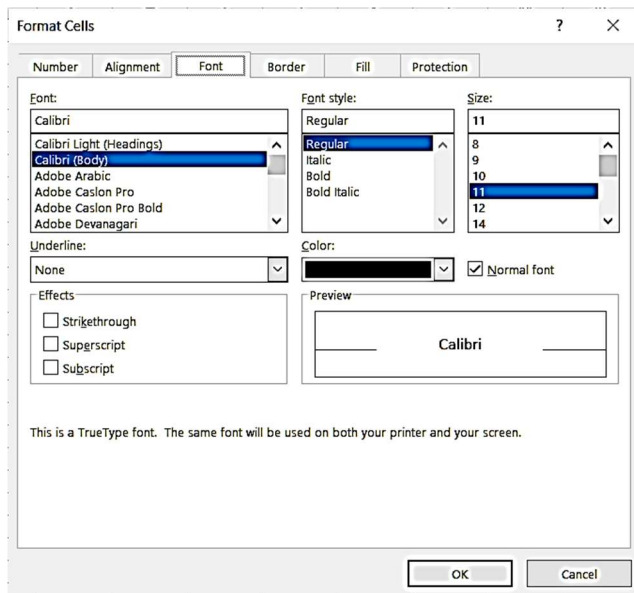 Format Cells ? X
Number Alignment Font Border Fill Protection
Font: Font style: Size:
Calibri Regular 11
Calibri Light (Headings) Regular 8
Calibri (Body) Italic 9
Adobe Arabic Bold 10
Adobe Caslon Pro Bold Italic 11
Adobe Caslon Pro Bold 12
Adobe Devanagari 14
Underline: Color:
None Normal font
Effects Preview
Strikethrough
Superscript Calibri
Subscript
This is a TrueType font. The same font will be used on both your printer and your screen.
OK Cancel